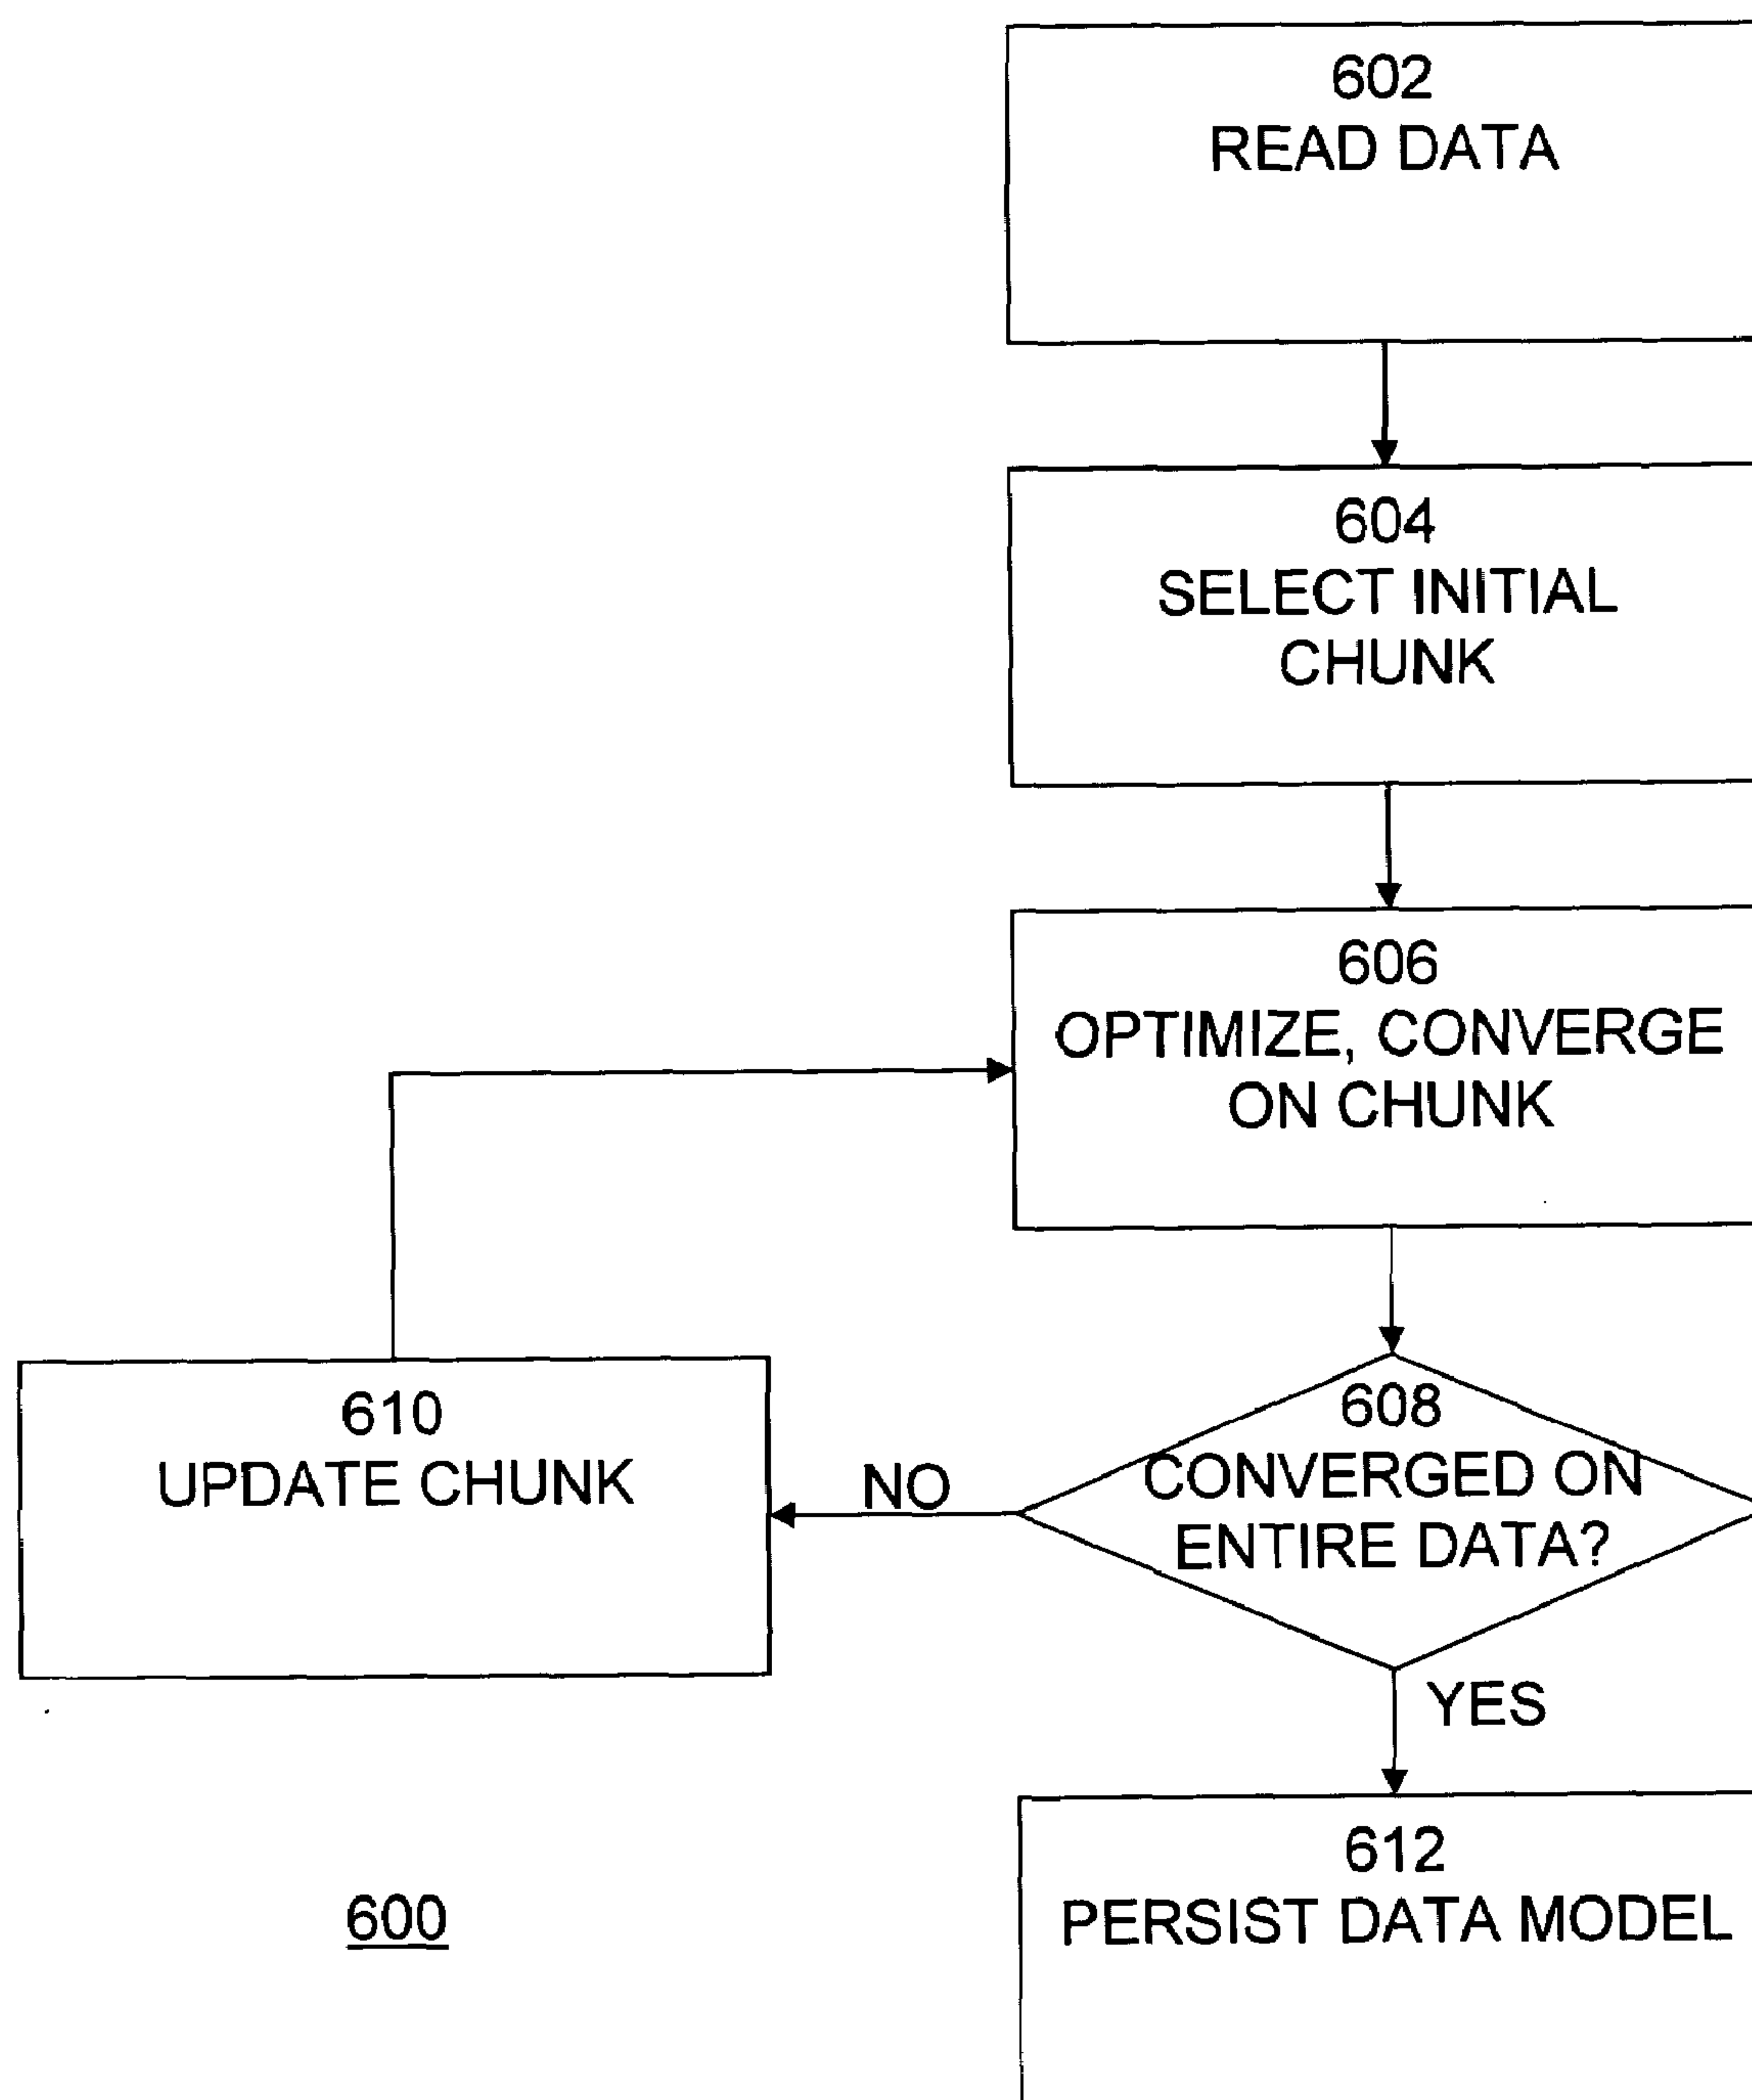 602
READ DATA
604
SELECT INITIAL
CHUNK
606
OPTIMIZE, CONVERGE
ON CHUNK
608
CONVERGED ON
ENTIRE DATA?
NO
610
UPDATE CHUNK
YES
612
PERSIST DATA MODEL
600